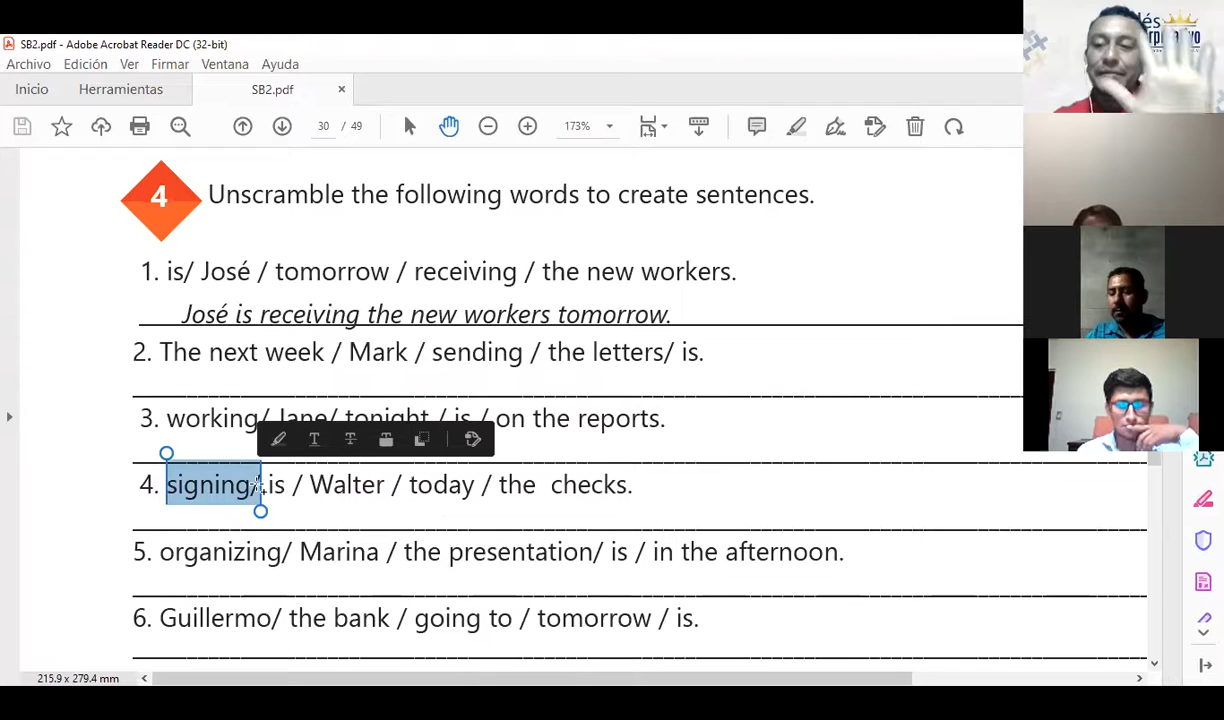 SB2.pdf - Adobe Acrobat Reader DC (32-bit)
Archivo Edición Ver Firmar Ventana Ayuda
Inicio Herramientas SB2.pdf ×
30 / 49 173%
4 Unscramble the following words to create sentences.
1. is/ José / tomorrow / receiving / the new workers.
José is receiving the new workers tomorrow.
2. The next week / Mark / sending / the letters/ is.
3. working/ Jane/ tonight / is / on the reports.
4. signing/ is / Walter / today / the checks.
5. organizing/ Marina / the presentation/ is / in the afternoon.
6. Guillermo/ the bank / going to / tomorrow / is.
215.9 x 279.4 mm